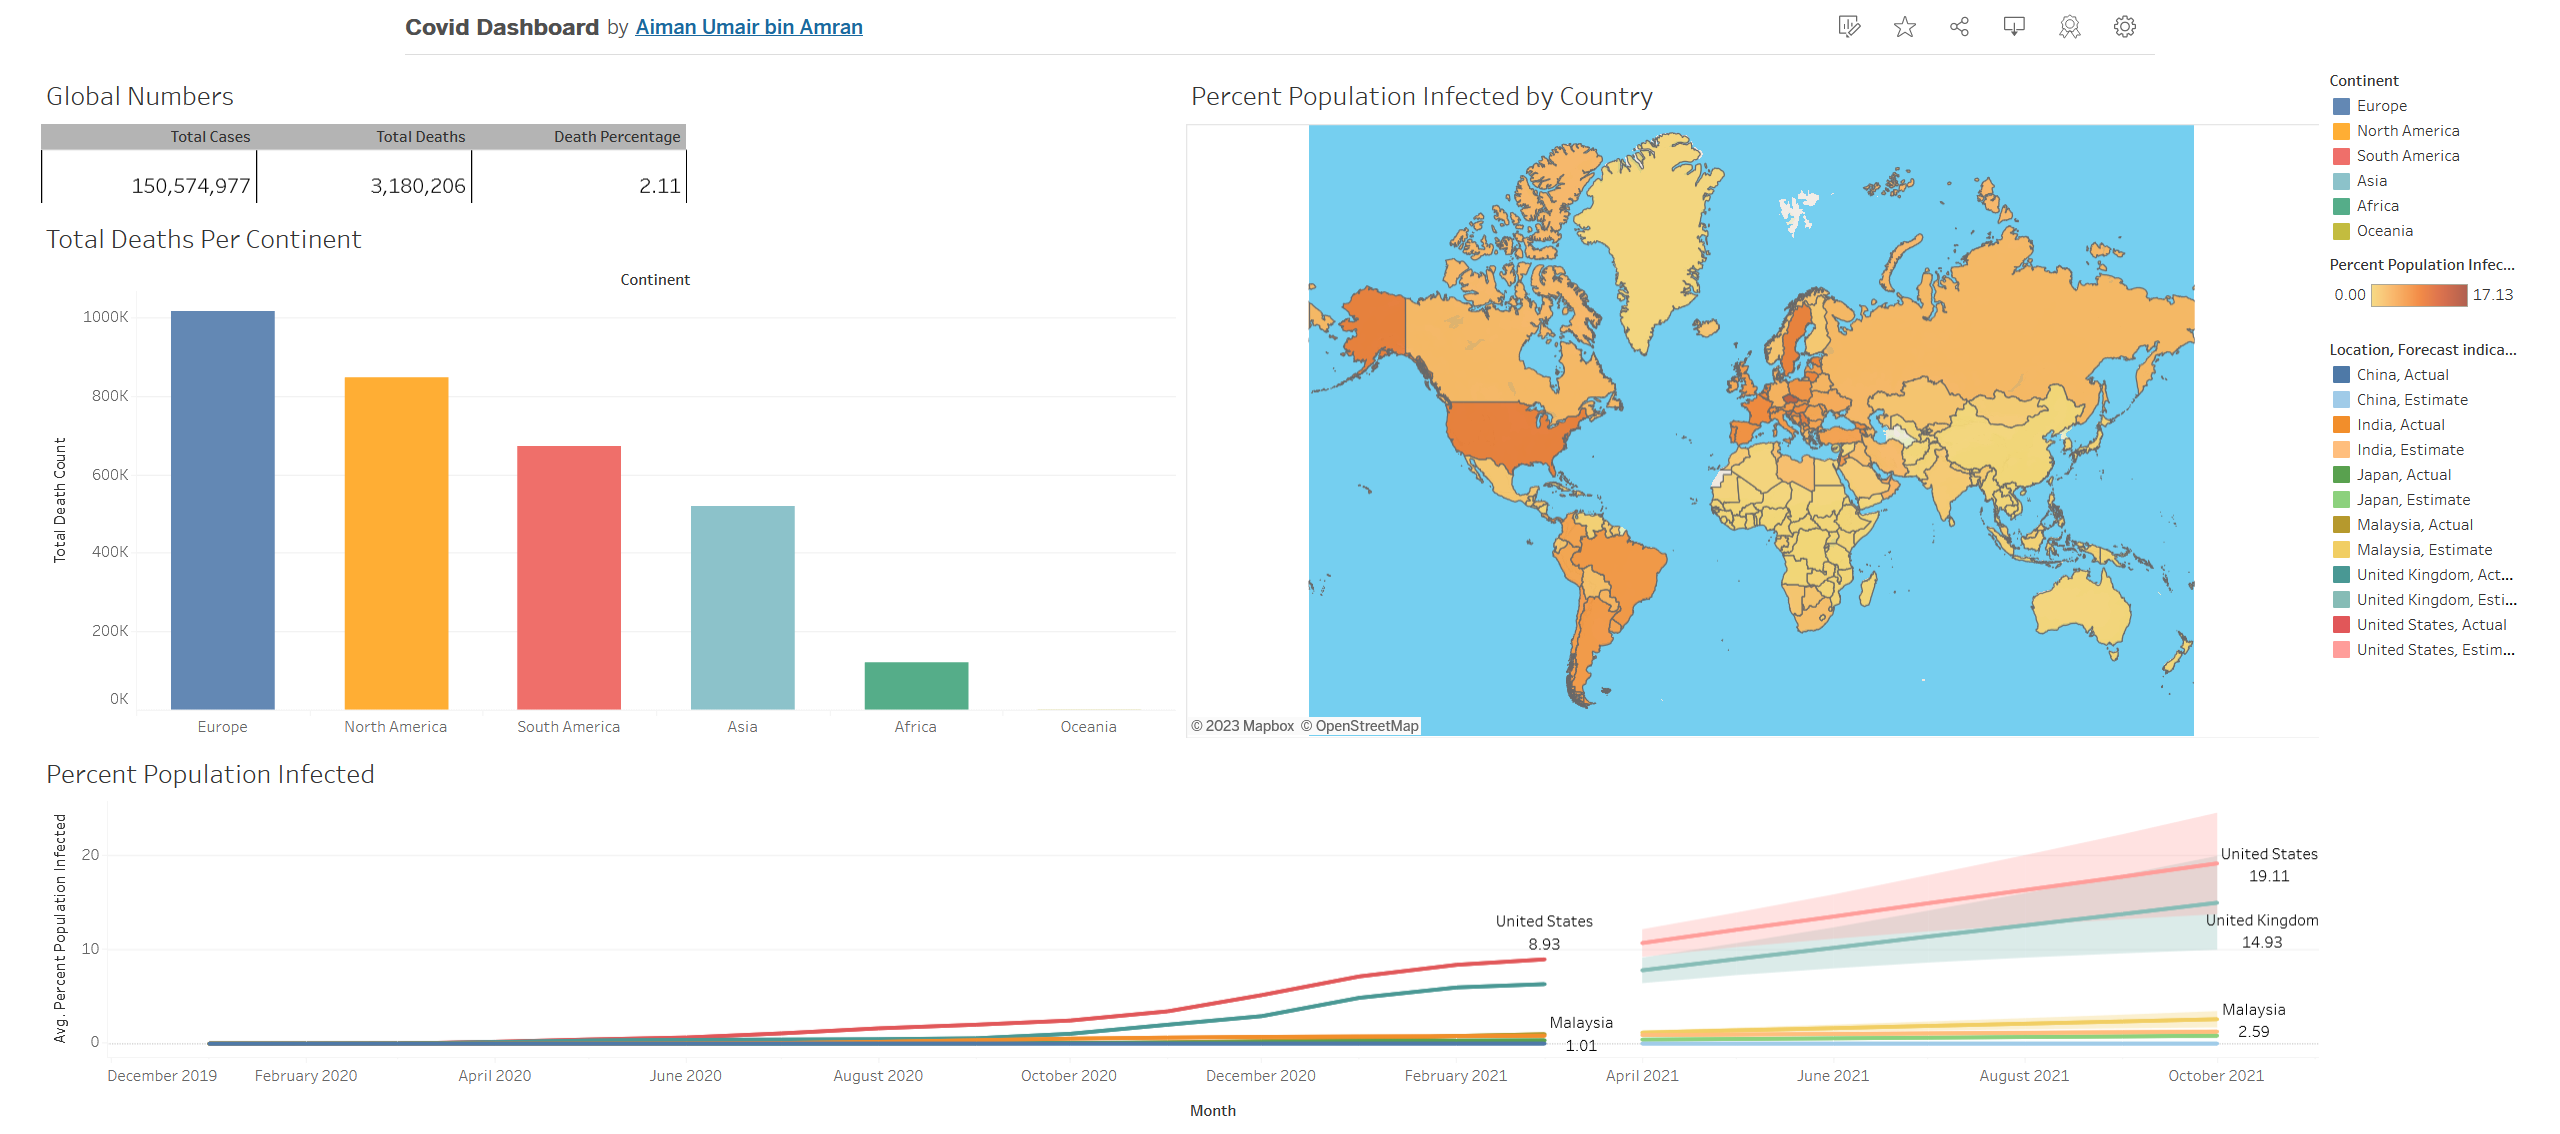 Covid Dashboard by Aiman Umair bin Amran
Global Numbers
Total Cases Total Deaths Death Percentage
150,574,977 3,180,206 2.11
Total Deaths Per Continent
Continent
Total Death Count
1000K
800K
600K
400K
200K
0K
Europe North America South America Asia Africa Oceania
Percent Population Infected by Country
© 2023 Mapbox © OpenStreetMap
Continent
Europe
North America
South America
Asia
Africa
Oceania
Percent Population Infec...
0.00 17.13
Location, Forecast indica...
China, Actual
China, Estimate
India, Actual
India, Estimate
Japan, Actual
Japan, Estimate
Malaysia, Actual
Malaysia, Estimate
United Kingdom, Act...
United Kingdom, Esti...
United States, Actual
United States, Estim...
Percent Population Infected
Avg. Percent Population Infected
20
10
0
United States
8.93
Malaysia
1.01
United States
19.11
United Kingdom
14.93
Malaysia
2.59
December 2019 February 2020 April 2020 June 2020 August 2020 October 2020 December 2020 February 2021 April 2021 June 2021 August 2021 October 2021
Month